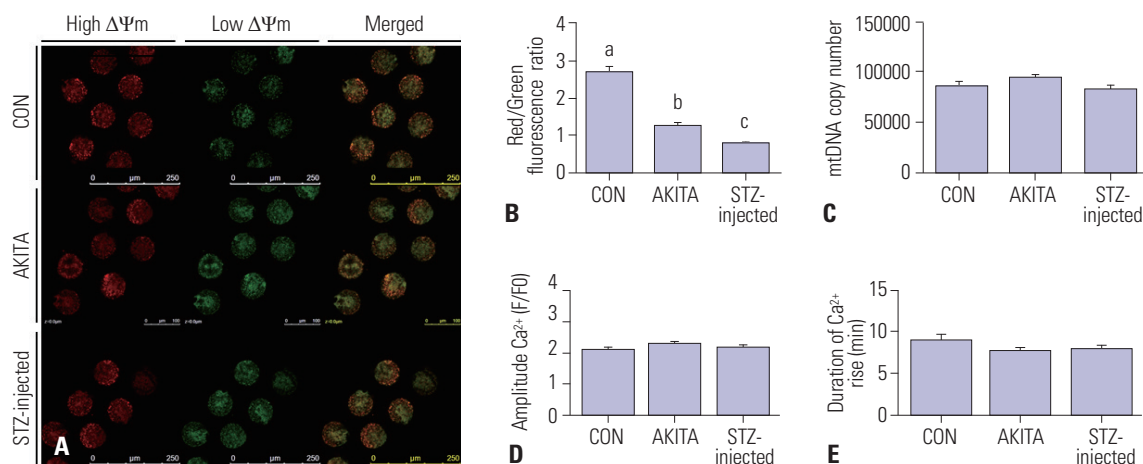 High ΔΨm Low ΔΨm Merged
CON
0 µm 250
0 µm 250
0 µm 250
AKITA
z=0.0µm
0 µm 100
0 µm 100
0 µm 100
STZ-injected
A
0 µm 250
0 µm 250
0 µm 250
Red/Green
fluorescence ratio
4
3
2
1
0
a
b
c
CON AKITA STZ-
injected
B
mtDNA copy number
150000
100000
50000
0
CON AKITA STZ-
injected
C
Amplitude Ca²⁺ (F/F0)
4
4
3
2
2
1
0
CON AKITA STZ-
injected
D
Duration of Ca²⁺
rise (min)
15
10
5
0
CON AKITA STZ-
injected
E